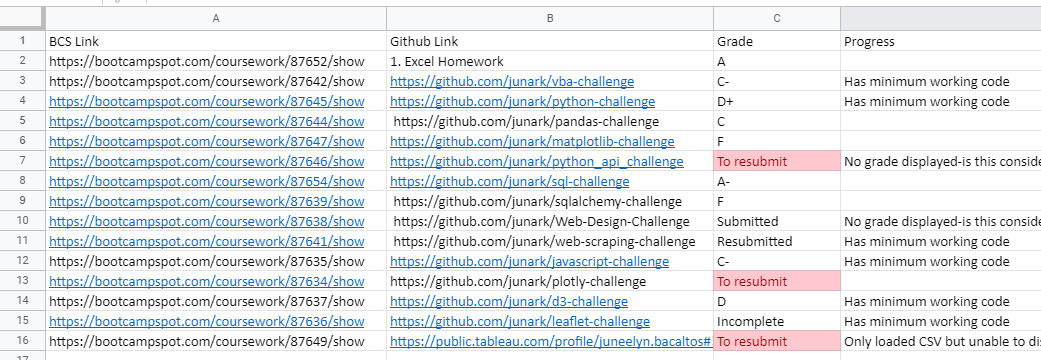 A B C
1 BCS Link Github Link Grade Progress
2 https://bootcampspot.com/coursework/87652/show 1. Excel Homework A
3 https://bootcampspot.com/coursework/87642/show https://github.com/junark/vba-challenge C- Has minimum working code
4 https://bootcampspot.com/coursework/87645/show https://github.com/junark/python-challenge D+ Has minimum working code
5 https://bootcampspot.com/coursework/87644/show https://github.com/junark/pandas-challenge C
6 https://bootcampspot.com/coursework/87647/show https://github.com/junark/matplotlib-challenge F
7 https://bootcampspot.com/coursework/87646/show https://github.com/junark/python_api_challenge To resubmit No grade displayed-is this conside
8 https://bootcampspot.com/coursework/87654/show https://github.com/junark/sql-challenge A-
9 https://bootcampspot.com/coursework/87639/show https://github.com/junark/sqlalchemy-challenge F
10 https://bootcampspot.com/coursework/87638/show https://github.com/junark/Web-Design-Challenge Submitted No grade displayed-is this conside
11 https://bootcampspot.com/coursework/87641/show https://github.com/junark/web-scraping-challenge Resubmitted Has minimum working code
12 https://bootcampspot.com/coursework/87635/show https://github.com/junark/javascript-challenge C- Has minimum working code
13 https://bootcampspot.com/coursework/87634/show https://github.com/junark/plotly-challenge To resubmit
14 https://bootcampspot.com/coursework/87637/show https://github.com/junark/d3-challenge D Has minimum working code
15 https://bootcampspot.com/coursework/87636/show https://github.com/junark/leaflet-challenge Incomplete Has minimum working code
16 https://bootcampspot.com/coursework/87649/show https://public.tableau.com/profile/juneelyn.bacaltos# To resubmit Only loaded CSV but unable to dis